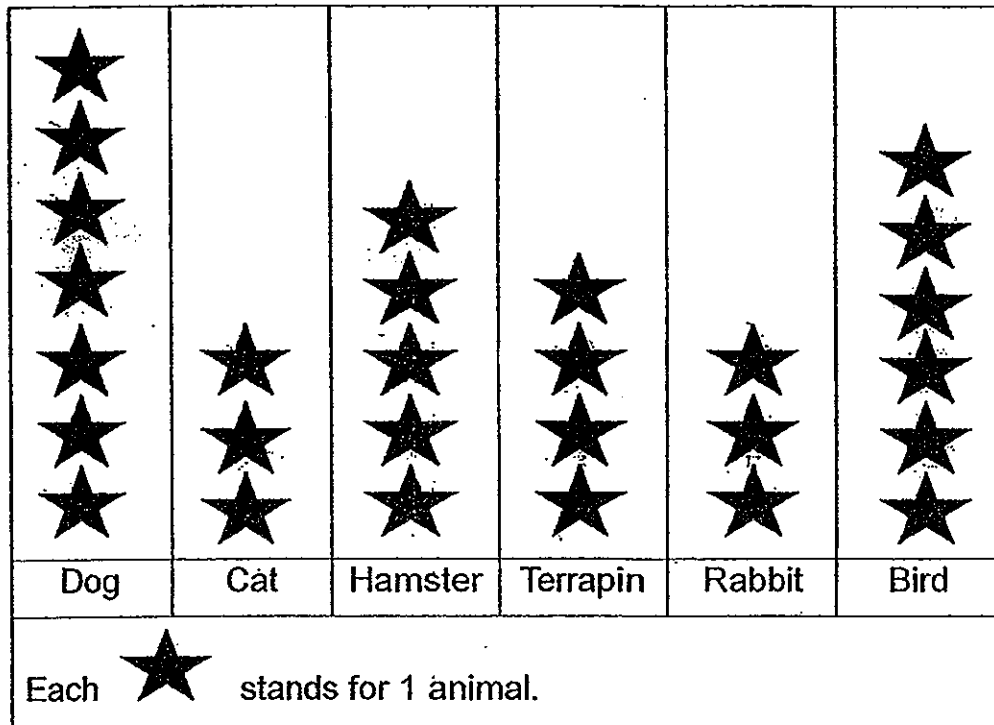 Dog Cat Hamster Terrapin Rabbit Bird
Each stands for 1 animal.